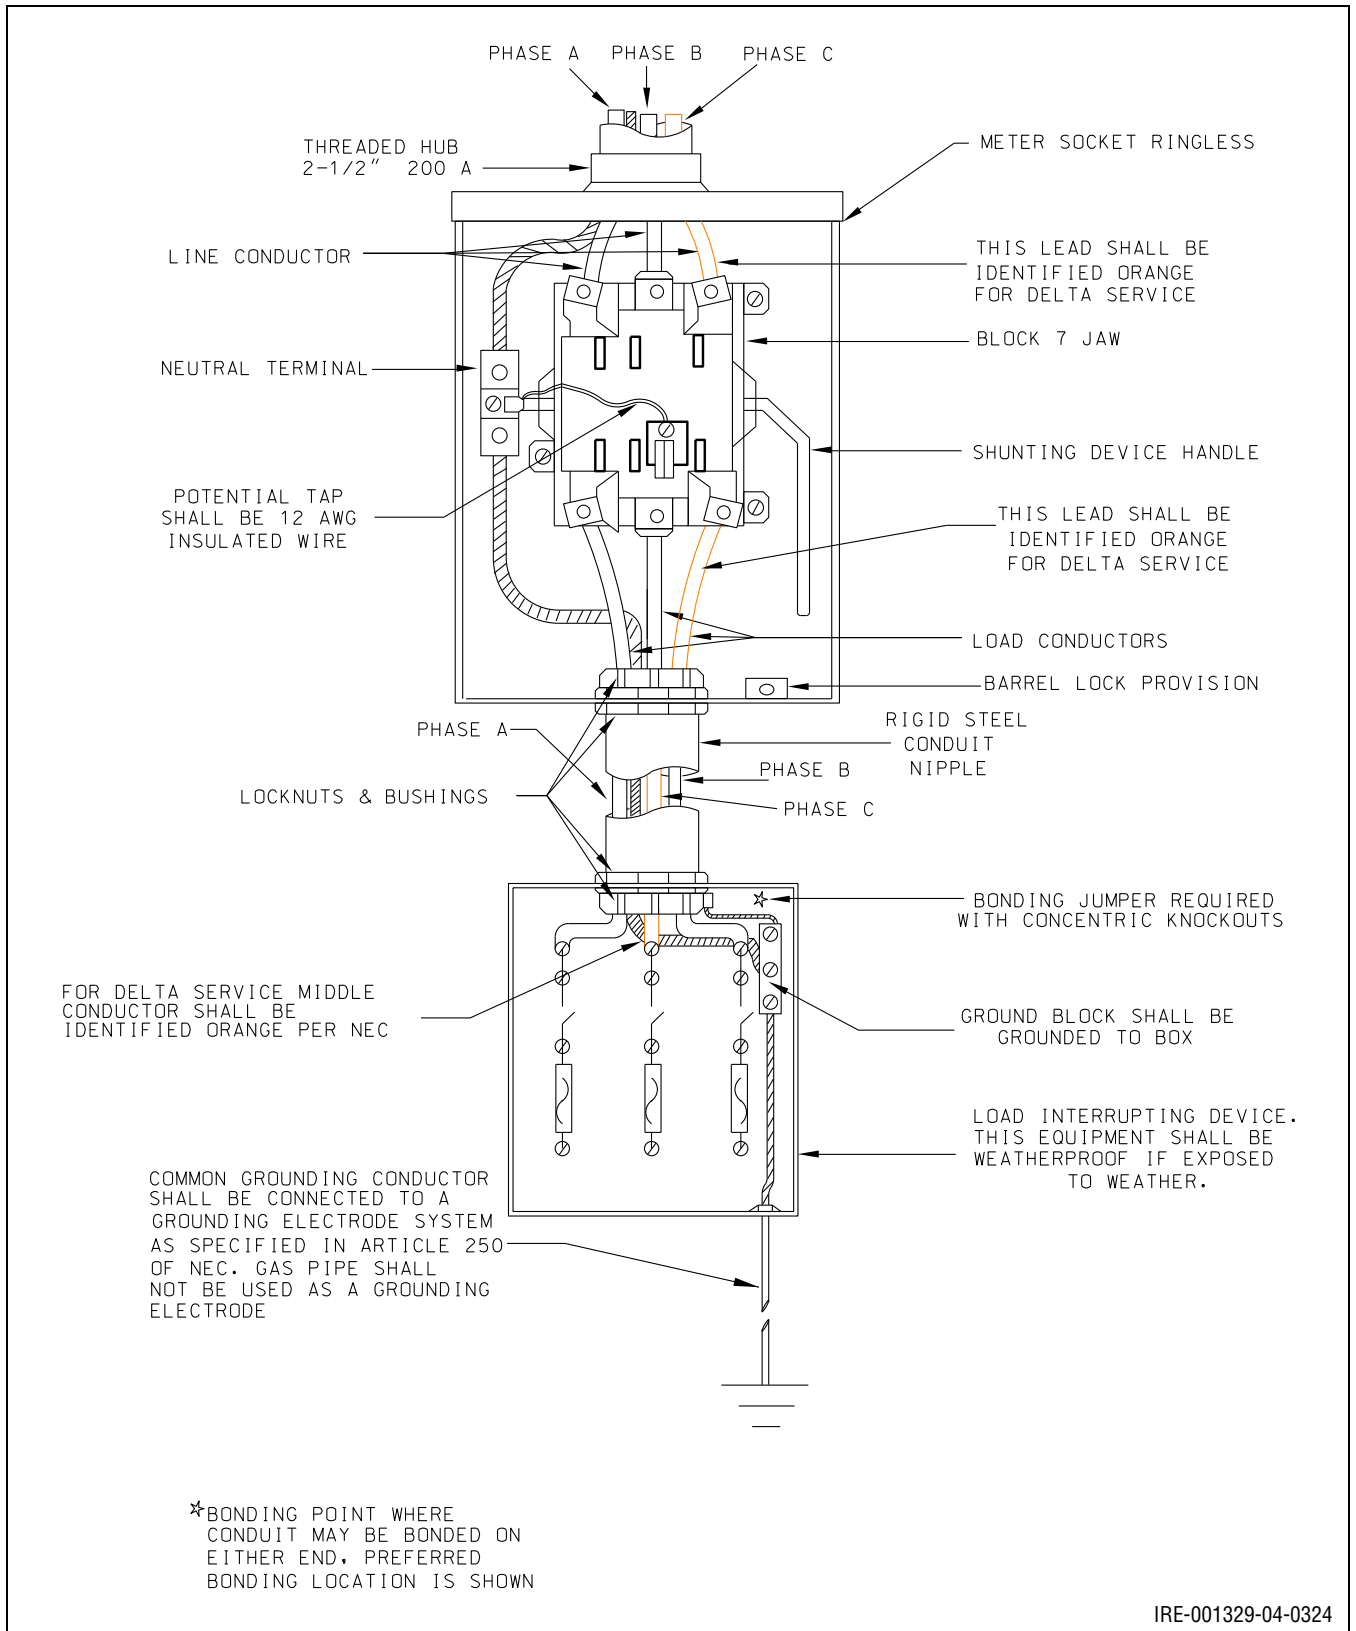 PHASE A
PHASE B
PHASE C
THREADED HUB
2-1/2" 200 A
METER SOCKET RINGLESS
LINE CONDUCTOR
THIS LEAD SHALL BE
IDENTIFIED ORANGE
FOR DELTA SERVICE
BLOCK 7 JAW
NEUTRAL TERMINAL
SHUNTING DEVICE HANDLE
POTENTIAL TAP
SHALL BE 12 AWG
INSULATED WIRE
THIS LEAD SHALL BE
IDENTIFIED ORANGE
FOR DELTA SERVICE
LOAD CONDUCTORS
BARREL LOCK PROVISION
PHASE A
RIGID STEEL
CONDUIT
NIPPLE
PHASE B
LOCKNUTS & BUSHINGS
PHASE C
BONDING JUMPER REQUIRED
WITH CONCENTRIC KNOCKOUTS
FOR DELTA SERVICE MIDDLE
CONDUCTOR SHALL BE
IDENTIFIED ORANGE PER NEC
GROUND BLOCK SHALL BE
GROUNDED TO BOX
LOAD INTERRUPTING DEVICE.
THIS EQUIPMENT SHALL BE
WEATHERPROOF IF EXPOSED
TO WEATHER.
COMMON GROUNDING CONDUCTOR
SHALL BE CONNECTED TO A
GROUNDING ELECTRODE SYSTEM
AS SPECIFIED IN ARTICLE 250
OF NEC. GAS PIPE SHALL
NOT BE USED AS A GROUNDING
ELECTRODE
☆BONDING POINT WHERE
CONDUIT MAY BE BONDED ON
EITHER END. PREFERRED
BONDING LOCATION IS SHOWN
IRE-001329-04-0324